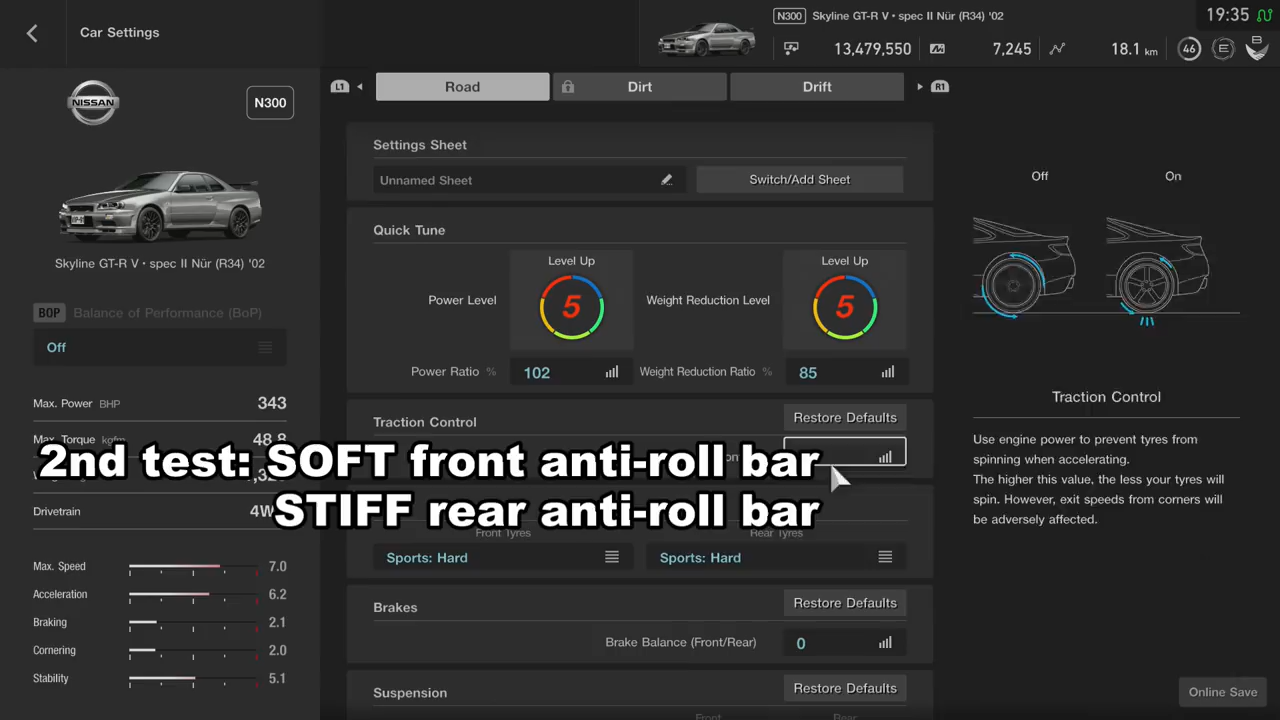 Car Settings
N300
Skyline GT-R V・spec II Nür (R34) '02
19:35
13,479,550
7,245
18.1 km
46
E
B
NISSAN
N300
L1
Road
Dirt
Drift
R1
Settings Sheet
Unnamed Sheet
Switch/Add Sheet
Quick Tune
Level Up
Level Up
Power Level
5
Weight Reduction Level
5
Power Ratio %
102
Weight Reduction Ratio %
85
Skyline GT-R V・spec II Nür (R34) '02
BOP
Balance of Performance (BoP)
Off
Max. Power BHP
343
Max. Torque kgfm
48.8
Drivetrain
Max. Speed
7.0
Acceleration
6.2
Braking
2.1
Cornering
2.0
Stability
5.1
Traction Control
Restore Defaults
2nd test: SOFT front anti-roll bar
STIFF rear anti-roll bar
Front Tyres
Rear Tyres
Sports: Hard
Sports: Hard
Brakes
Restore Defaults
Brake Balance (Front/Rear)
0
Suspension
Restore Defaults
Front
Rear
Off
On
Traction Control
Use engine power to prevent tyres from
spinning when accelerating.
The higher this value, the less your tyres will
spin. However, exit speeds from corners will
be adversely affected.
Online Save